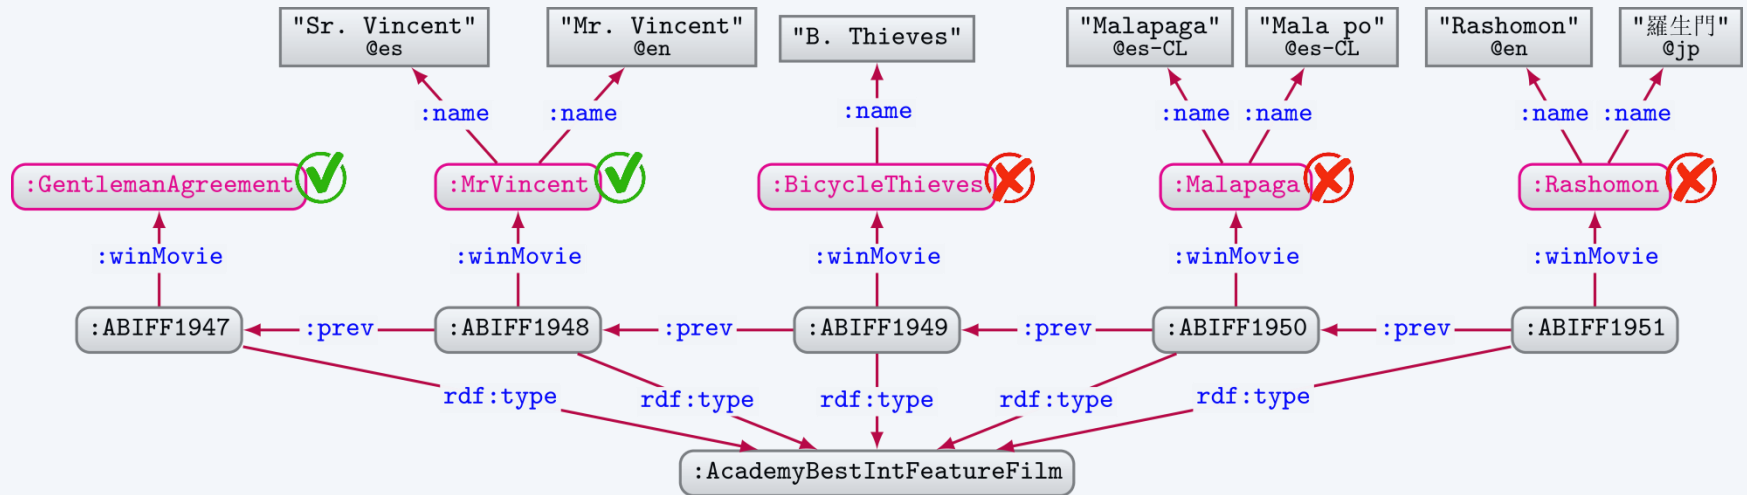 "Sr. Vincent"
@es
"Mr. Vincent"
@en
"B. Thieves"
"Malapaga"
@es-CL
"Mala po"
@es-CL
"Rashomon"
@en
"羅生門"
@jp
:name
:name
:name
:name
:name
:name
:name
:GentlemanAgreement
:MrVincent
:BicycleThieves
:Malapaga
:Rashomon
:winMovie
:winMovie
:winMovie
:winMovie
:winMovie
:ABIFF1947
:prev
:ABIFF1948
:prev
:ABIFF1949
:prev
:ABIFF1950
:prev
:ABIFF1951
rdf:type
rdf:type
rdf:type
rdf:type
rdf:type
:AcademyBestIntFeatureFilm